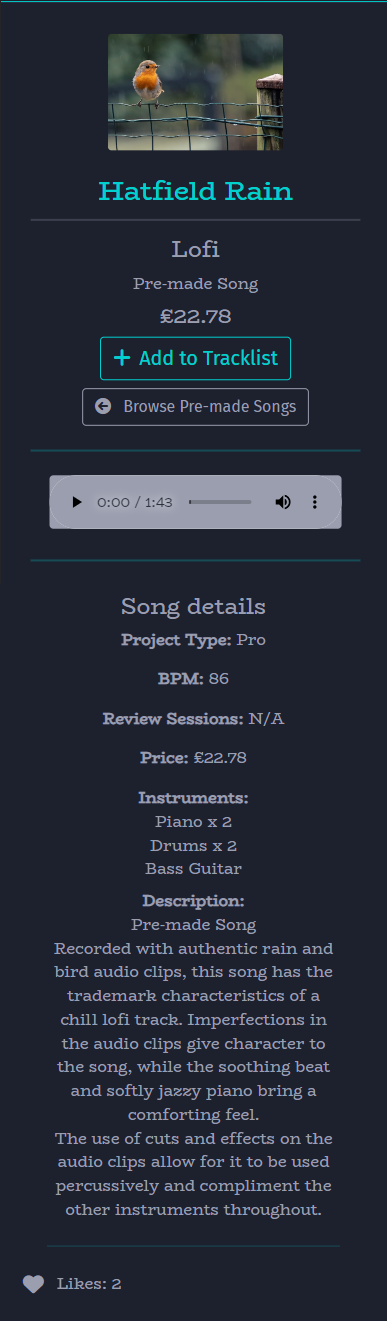 Hatfield Rain
Lofi
Pre-made Song
£22.78
Add to Tracklist
Browse Pre-made Songs
0:00 / 1:43
Song details
Project Type: Pro
BPM: 86
Review Sessions: N/A
Price: £22.78
Instruments:
Piano x 2
Drums x 2
Bass Guitar
Description:
Pre-made Song
Recorded with authentic rain and
bird audio clips, this song has the
trademark characteristics of a
chill lofi track. Imperfections in
the audio clips give character to
the song, while the soothing beat
and softly jazzy piano bring a
comforting feel.
The use of cuts and effects on the
audio clips allow for it to be used
percussively and compliment the
other instruments throughout.
Likes: 2